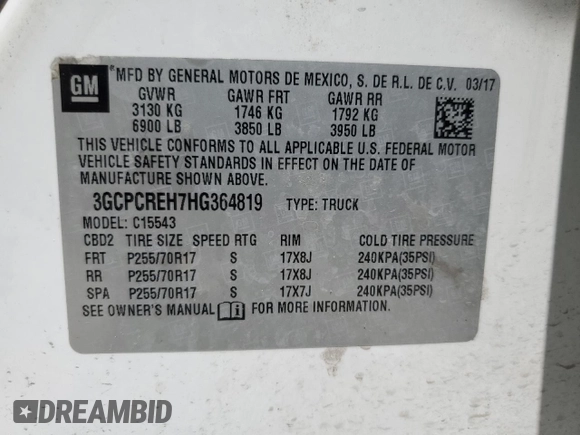 GM
MFD BY GENERAL MOTORS DE MEXICO, S. DE R.L. DE C.V. 03/17
GVWR GAWR FRT GAWR RR
3130 KG 1746 KG 1792 KG
6900 LB 3850 LB 3950 LB
THIS VEHICLE CONFORMS TO ALL APPLICABLE U.S. FEDERAL MOTOR
VEHICLE SAFETY STANDARDS IN EFFECT ON THE DATE OF
MANUFACTURE SHOWN ABOVE.
3GCPCREH7HG364819 TYPE: TRUCK
MODEL: C15543
CBD2 TIRE SIZE SPEED RTG RIM COLD TIRE PRESSURE
FRT P255/70R17 S 17X8J 240KPA(35PSI)
RR P255/70R17 S 17X8J 240KPA(35PSI)
SPA P255/70R17 S 17X7J 240KPA(35PSI)
SEE OWNER'S MANUAL FOR MORE INFORMATION.
DREAMBID